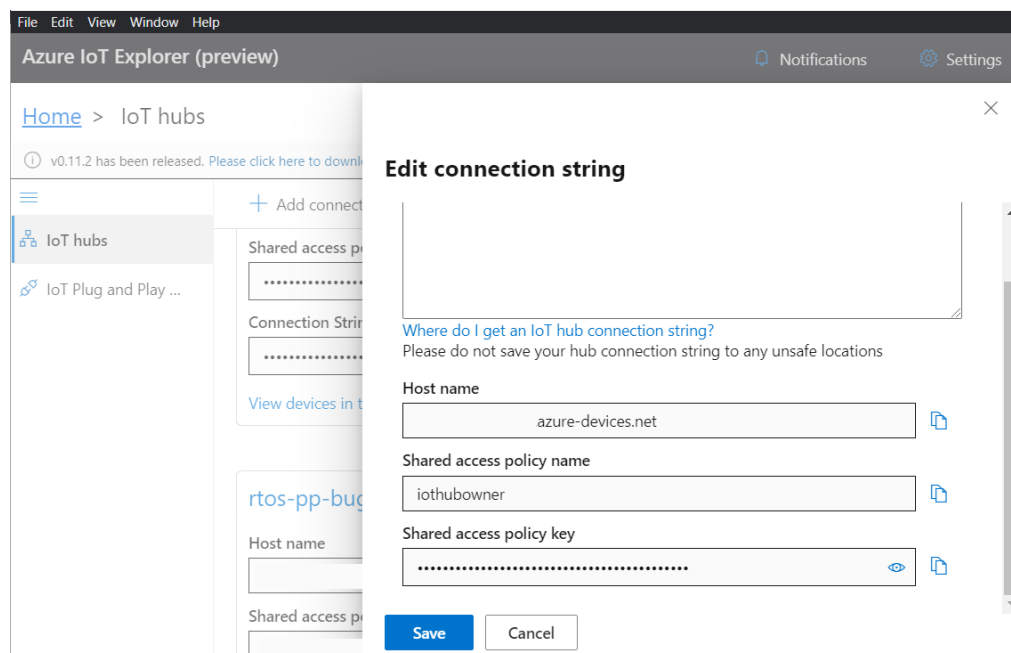 File Edit View Window Help
Azure IoT Explorer (preview)
Notifications
Settings
Home > IoT hubs
v0.11.2 has been released. Please click here to downl
IoT hubs
IoT Plug and Play ...
+ Add connect
Shared access po
••••••••••••••••
Connection Strin
••••••••••••••••
View devices in t
rtos-pp-bug
Host name
Shared access po
Edit connection string
Where do I get an IoT hub connection string?
Please do not save your hub connection string to any unsafe locations
Host name
.azure-devices.net
Shared access policy name
iothubowner
Shared access policy key
••••••••••••••••••••••••••••••••••••••••••••
Save
Cancel